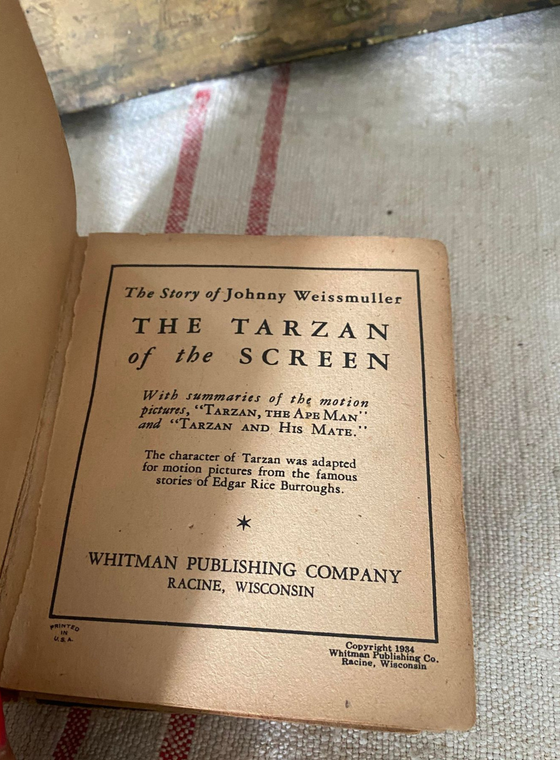 The Story of Johnny Weissmuller
THE TARZAN
of the SCREEN
With summaries of the motion
pictures, "TARZAN, THE APE MAN"
and "TARZAN AND HIS MATE."
The character of Tarzan was adapted
for motion pictures from the famous
stories of Edgar Rice Burroughs.
WHITMAN PUBLISHING COMPANY
RACINE, WISCONSIN
PRINTED
IN
U.S.A.
Copyright 1934
Whitman Publishing Co.
Racine, Wisconsin